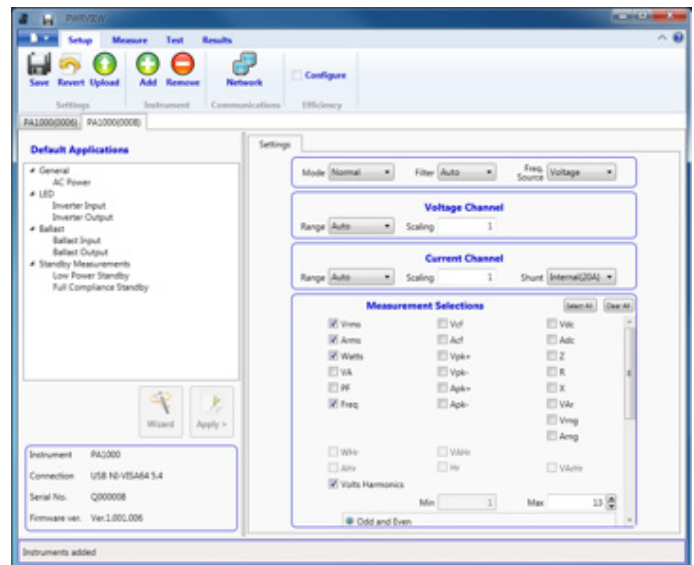 PWRVIEW
Setup Measure Test Results
Save Revert Upload Add Remove Network Configure
Settings Instrument Communications Efficiency
PA1000(0006) PA1000(0008)
Default Applications
General
AC Power
LED
Inverter Input
Inverter Output
Ballast
Ballast Input
Ballast Output
Standby Measurements
Low Power Standby
Full Compliance Standby
Wizard Apply >
Instrument PA1000
Connection USB NI-VISA64 5.4
Serial No. Q000008
Firmware ver. Ver.1.001.006
Settings
Mode Normal Filter Auto Freq. Source Voltage
Voltage Channel
Range Auto Scaling 1
Current Channel
Range Auto Scaling 1 Shunt Internal(20A)
Measurement Selections Select All Clear All
Vrms Vcf Vdc
Arms Acf Adc
Watts Vpk+ Z
VA Vpk- R
PF Apk+ X
Freq Apk- VAr
Vrng
Arng
WHr VAHr
AHr Hr VArHr
Volts Harmonics
Min 1 Max 13
Odd and Even
Instruments added